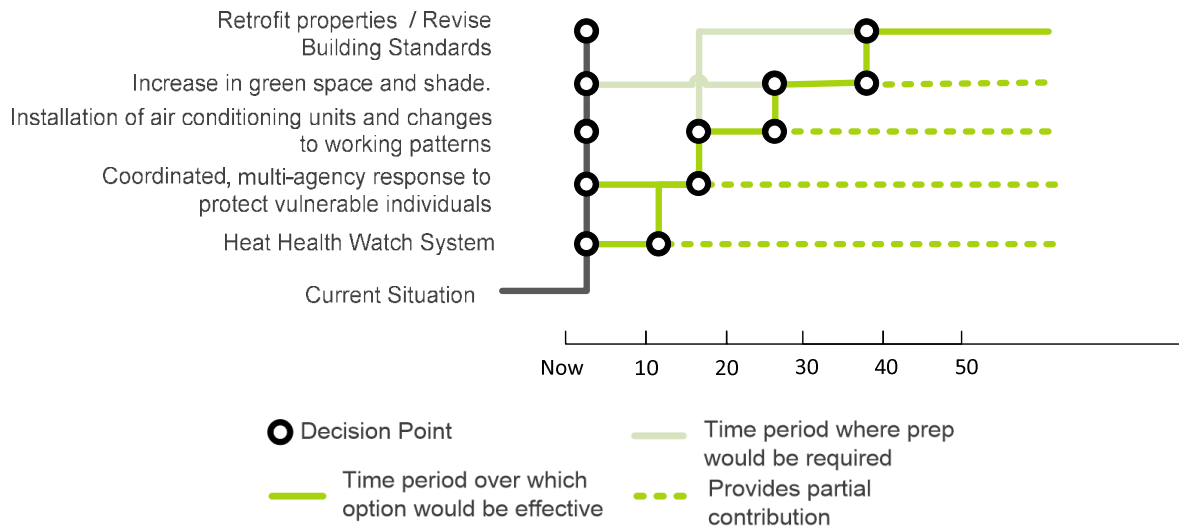 Retrofit properties / Revise
Building Standards
Increase in green space and shade.
Installation of air conditioning units and changes
to working patterns
Coordinated, multi-agency response to
protect vulnerable individuals
Heat Health Watch System
Current Situation
Now 10 20 30 40 50
Decision Point
Time period over which
option would be effective
Time period where prep
would be required
Provides partial
contribution